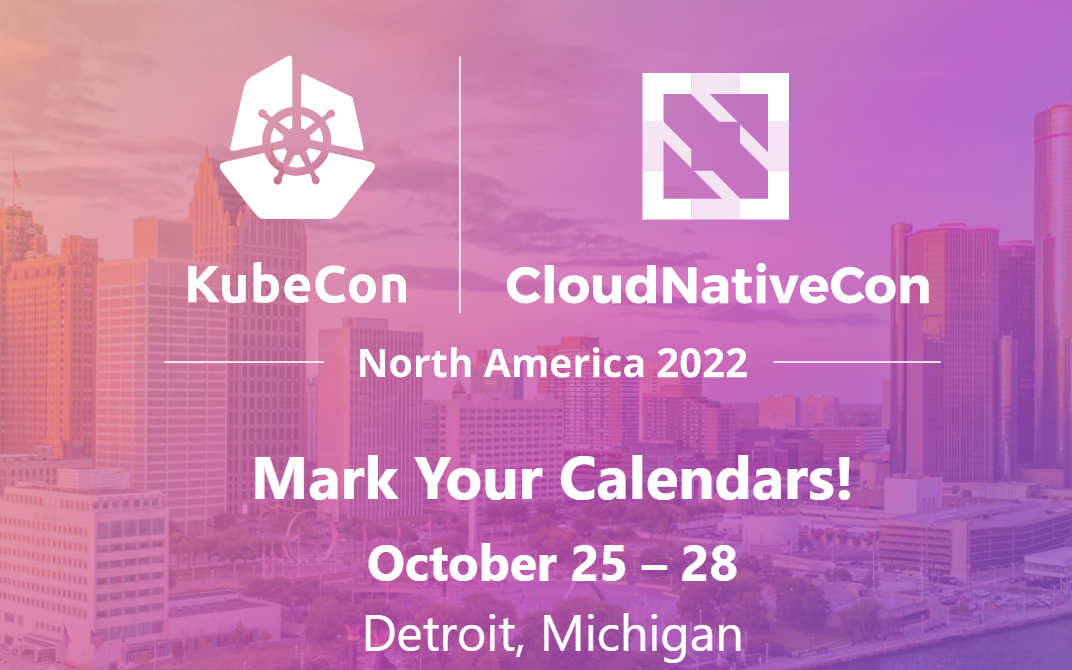 KubeCon
CloudNativeCon
North America 2022
Mark Your Calendars!
October 25 – 28
Detroit, Michigan